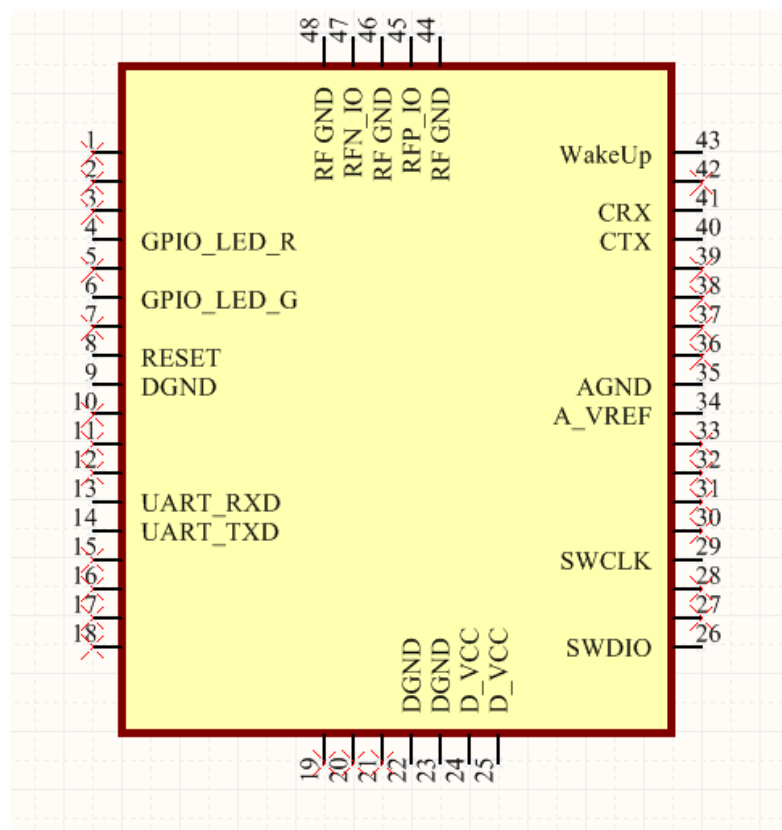 48 47 46 45 44
RF GND RFN_IO RF GND RFP_IO RF GND
1
2
3
4 GPIO_LED_R
5
6 GPIO_LED_G
7
8 RESET
9 DGND
10
11
12
13 UART_RXD
14 UART_TXD
15
16
17
18
WakeUp 43
42
CRX 41
CTX 40
39
38
37
36
AGND 35
A_VREF 34
33
32
31
30
SWCLK 29
28
27
SWDIO 26
DGND DGND D_VCC D_VCC
19 20 21 22 23 24 25